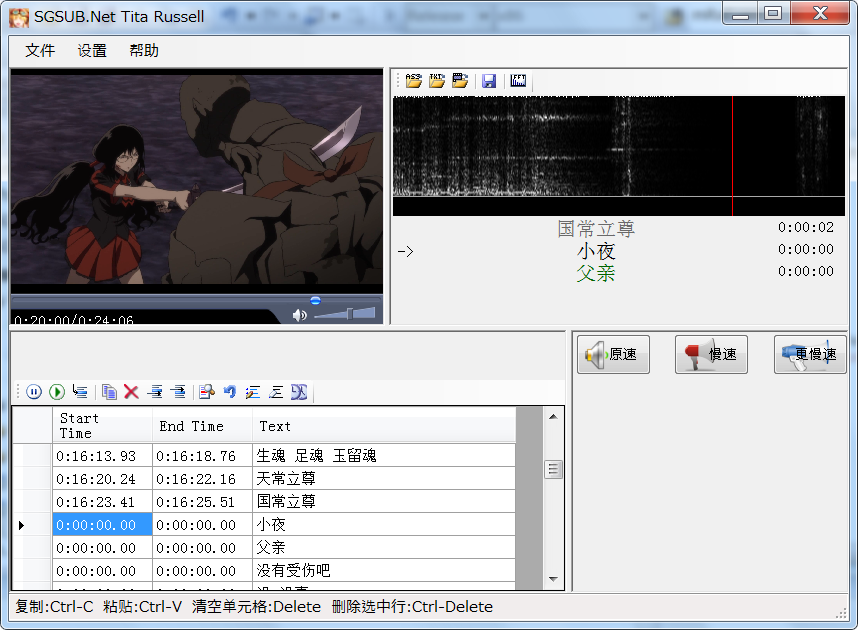 SGSUB.Net Tita Russell
文件 设置 帮助
0:20:00/0:24:06
国常立尊 0:00:02
-> 小夜 0:00:00
父亲 0:00:00
原速 慢速 更慢速
Start Time End Time Text
0:16:13.93 0:16:18.76 生魂 足魂 玉留魂
0:16:20.24 0:16:22.16 天常立尊
0:16:23.41 0:16:25.51 国常立尊
0:00:00.00 0:00:00.00 小夜
0:00:00.00 0:00:00.00 父亲
0:00:00.00 0:00:00.00 没有受伤吧
复制:Ctrl-C 粘贴:Ctrl-V 清空单元格:Delete 删除选中行:Ctrl-Delete